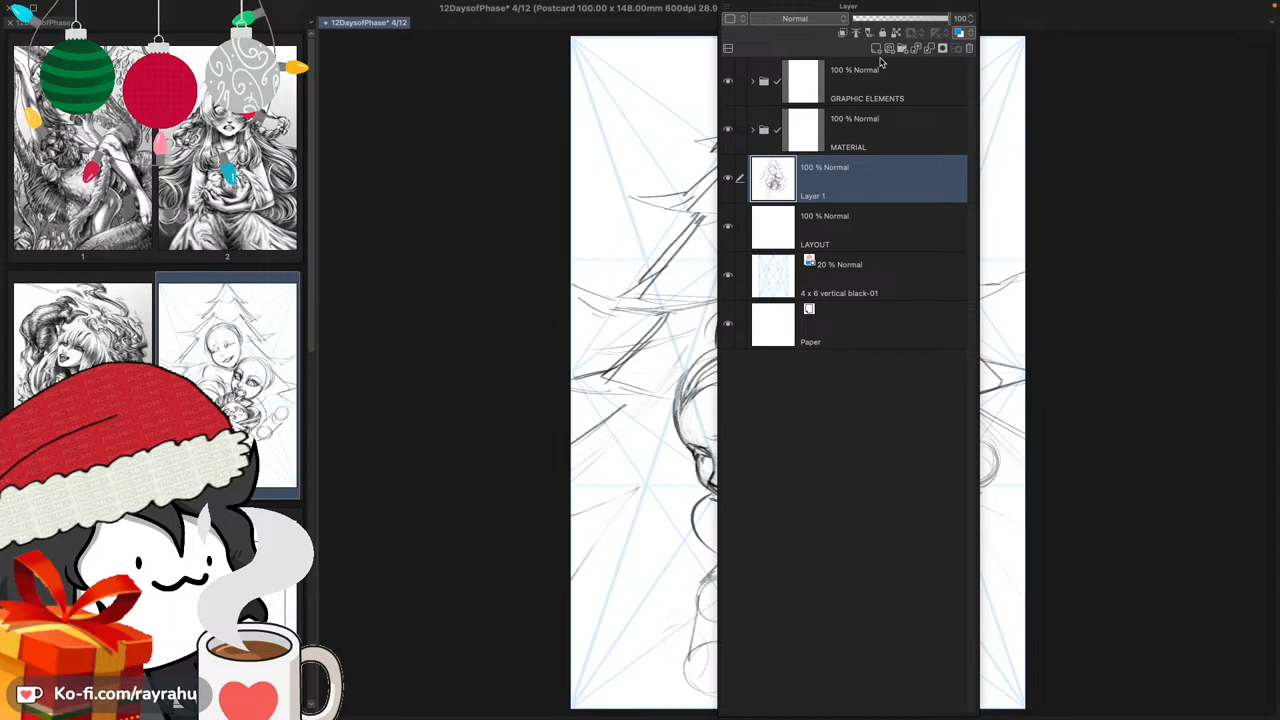 12DaysofPhase* 4/12 (Postcard 100.00 x 148.00mm 600dpi 28.9
Layer
12DaysofPhase
12DaysofPhase* 4/12
Normal
100
100 % Normal
GRAPHIC ELEMENTS
100 % Normal
MATERIAL
100 % Normal
Layer 1
100 % Normal
LAYOUT
20 % Normal
4 x 6 vertical black-01
Paper
1
2
Ko-fi.com/rayrahu